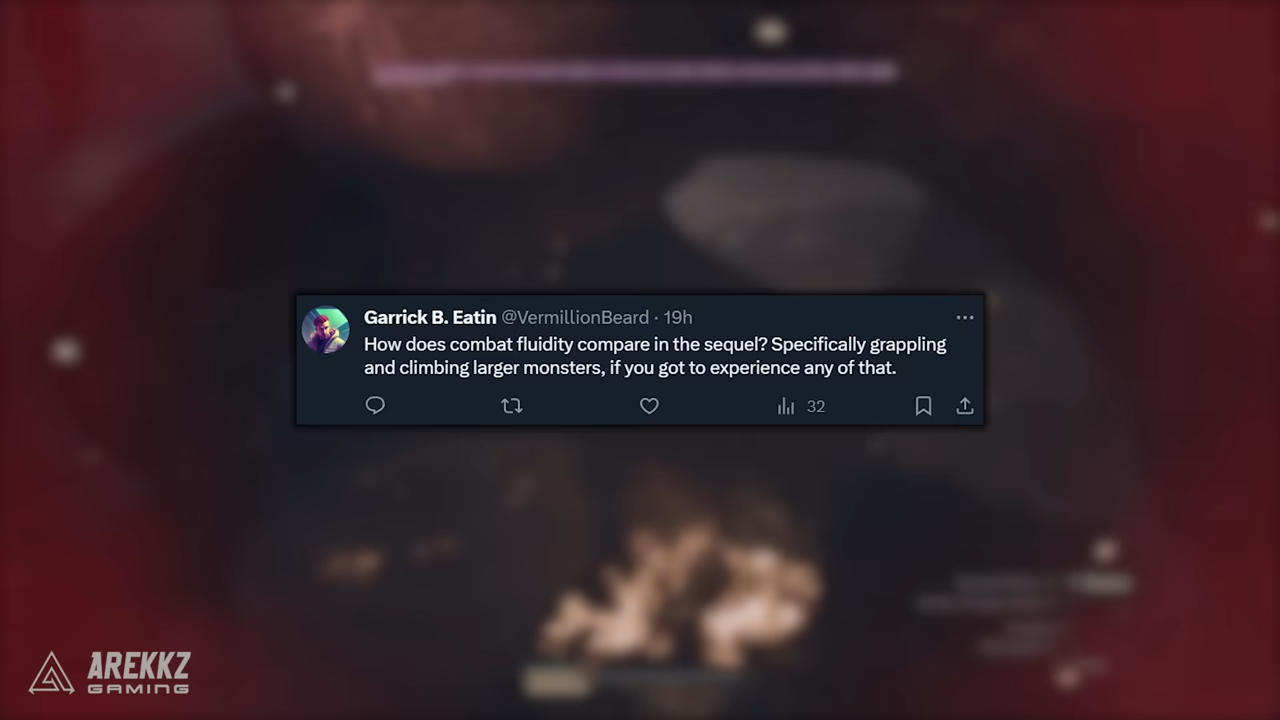 Garrick B. Eatin @VermillionBeard · 19h
How does combat fluidity compare in the sequel? Specifically grappling
and climbing larger monsters, if you got to experience any of that.
32
AREKKZ
GAMING